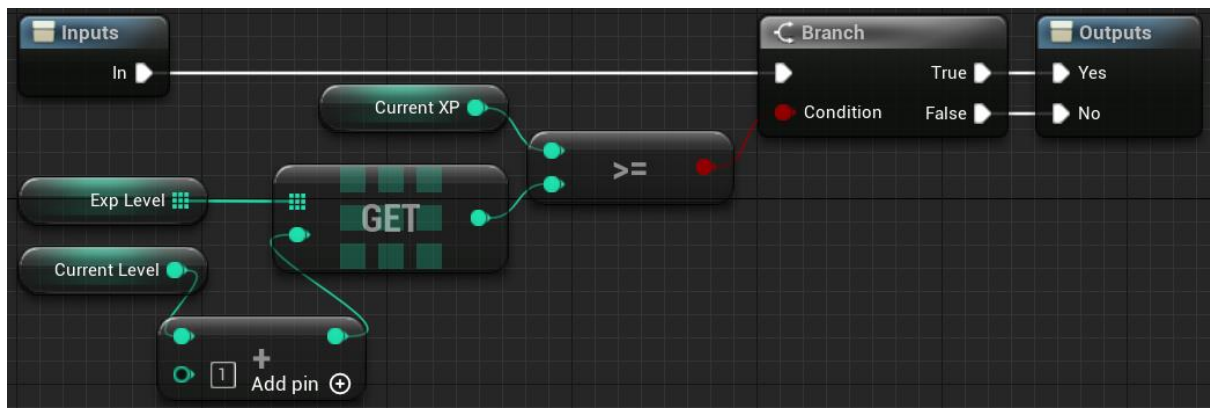 Inputs
In
Current XP
Exp Level
GET
Current Level
1
+
Add pin
>=
Branch
True
Condition
False
Outputs
Yes
No